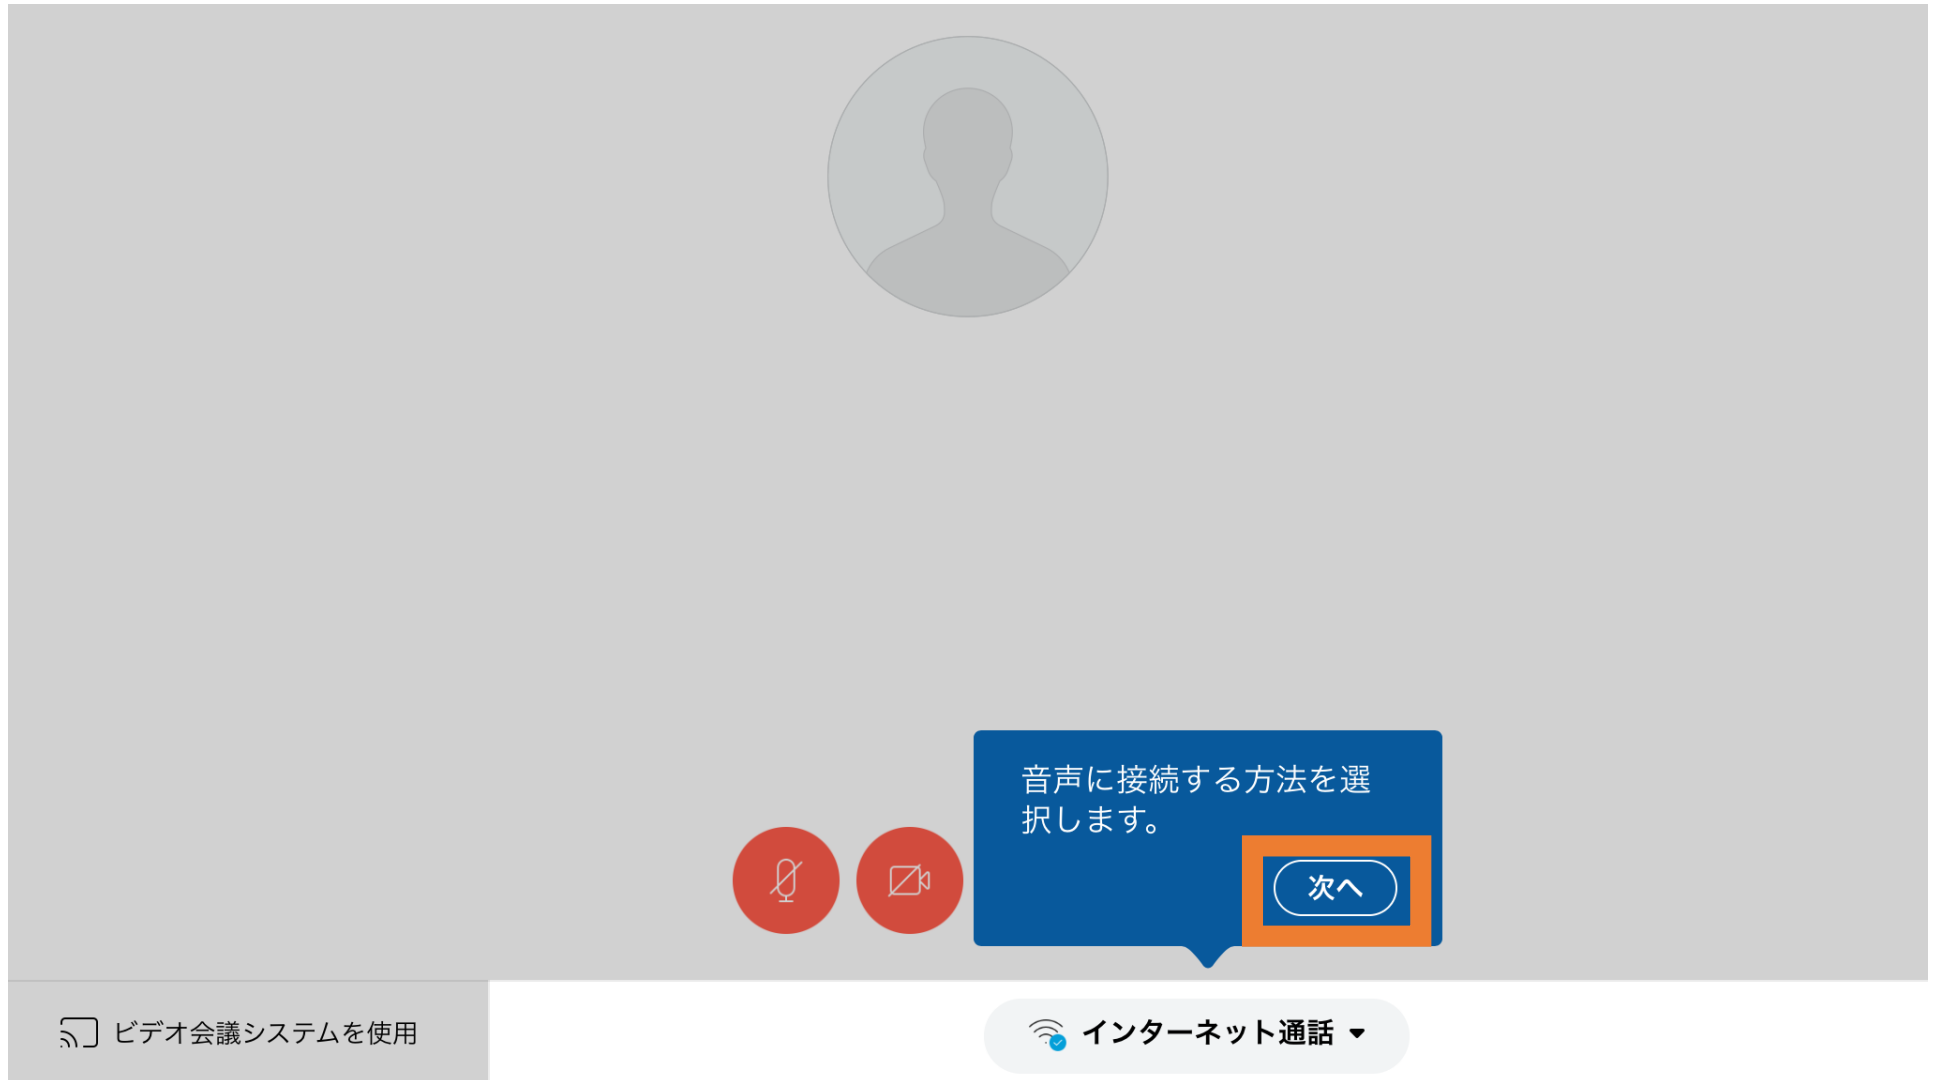 音声に接続する方法を選
択します。
次へ
ビデオ会議システムを使用
インターネット通話